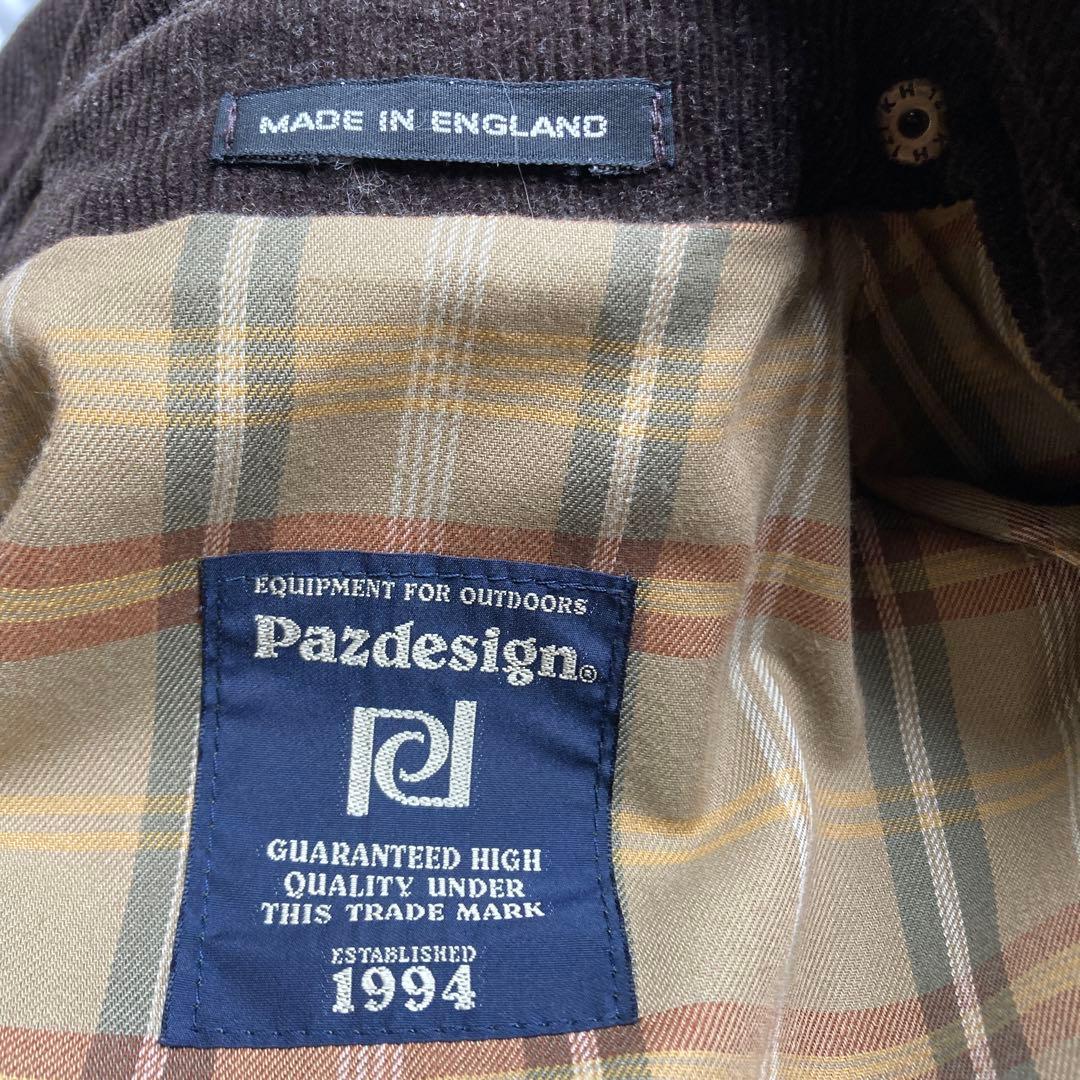 MADE IN ENGLAND
EQUIPMENT FOR OUTDOORS
Pazdesign®
pd
GUARANTEED HIGH
QUALITY UNDER
THIS TRADE MARK
ESTABLISHED
1994